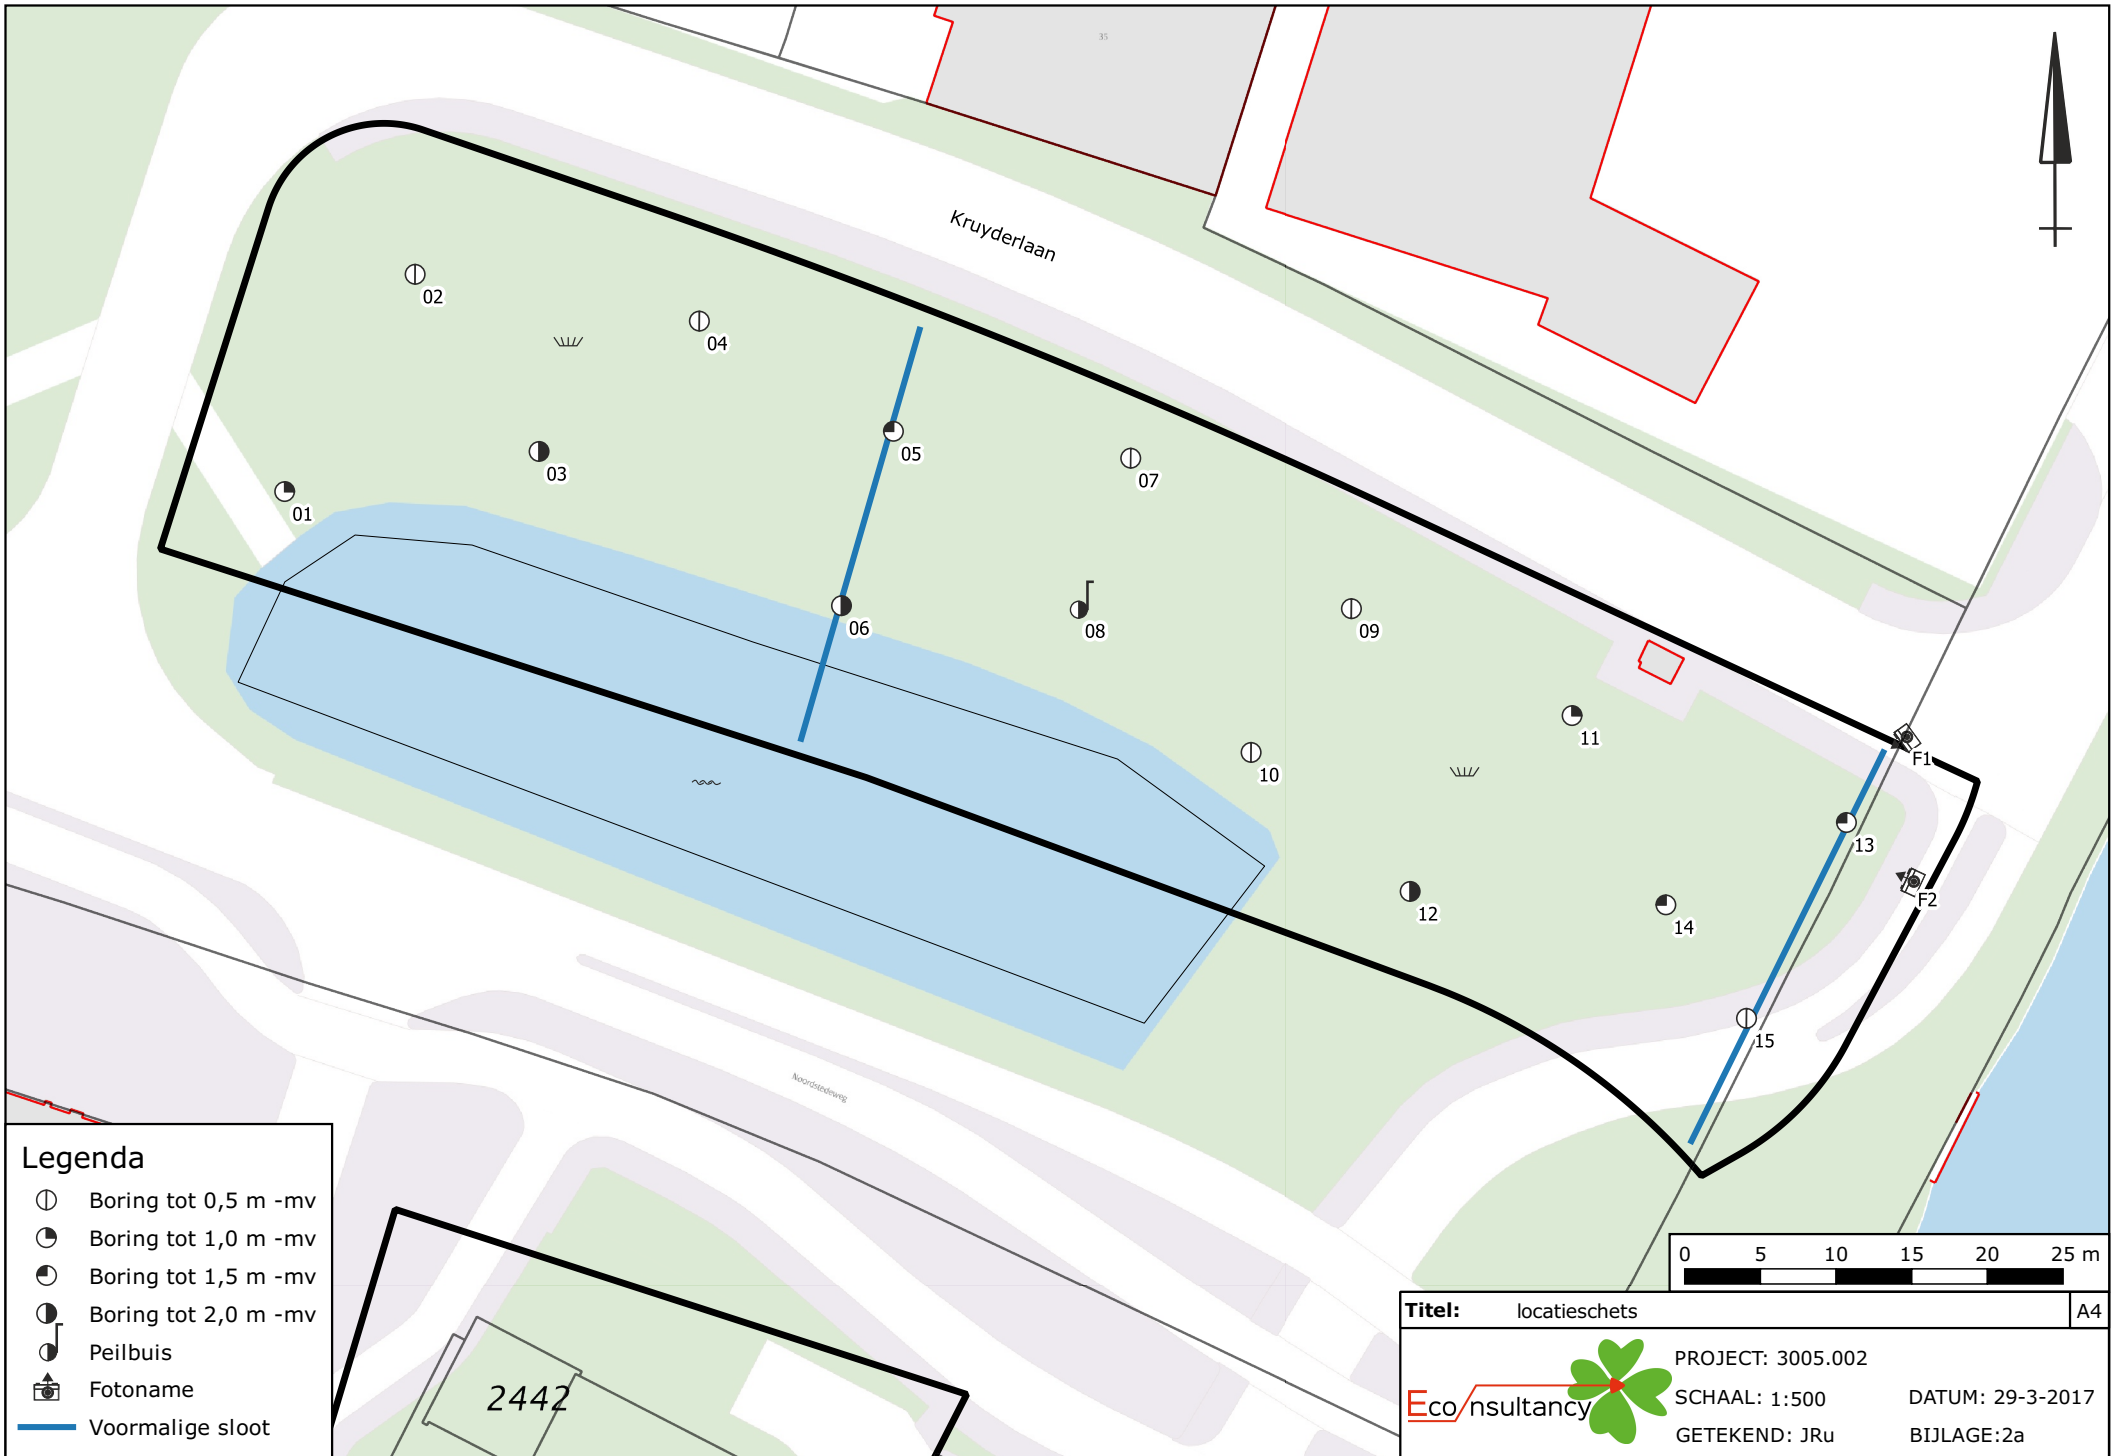 35
Kruyderlaan
02
04
05
03
07
01
06
08
09
11
10
F1
13
F2
12
14
15
Noordstedeweg
Legenda
Boring tot 0,5 m -mv
Boring tot 1,0 m -mv
Boring tot 1,5 m -mv
Boring tot 2,0 m -mv
Peilbuis
Fotoname
Voormalige sloot
2442
0 5 10 15 20 25 m
Titel: locatieschets A4
Econsultancy
PROJECT: 3005.002
SCHAAL: 1:500 DATUM: 29-3-2017
GETEKEND: JRu BIJLAGE:2a